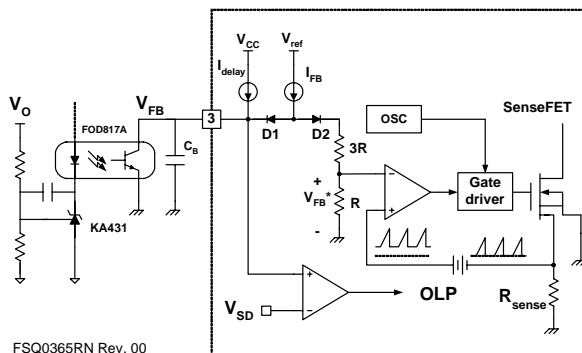 VCC
Vref
Idelay
IFB
VO
VFB
FOD817A
3
SenseFET
CB
D1
D2
OSC
3R
+
VFB*
R
-
−
+
Gate
driver
KA431
+
−
VSD
OLP
Rsense
FSQ0365RN Rev. 00